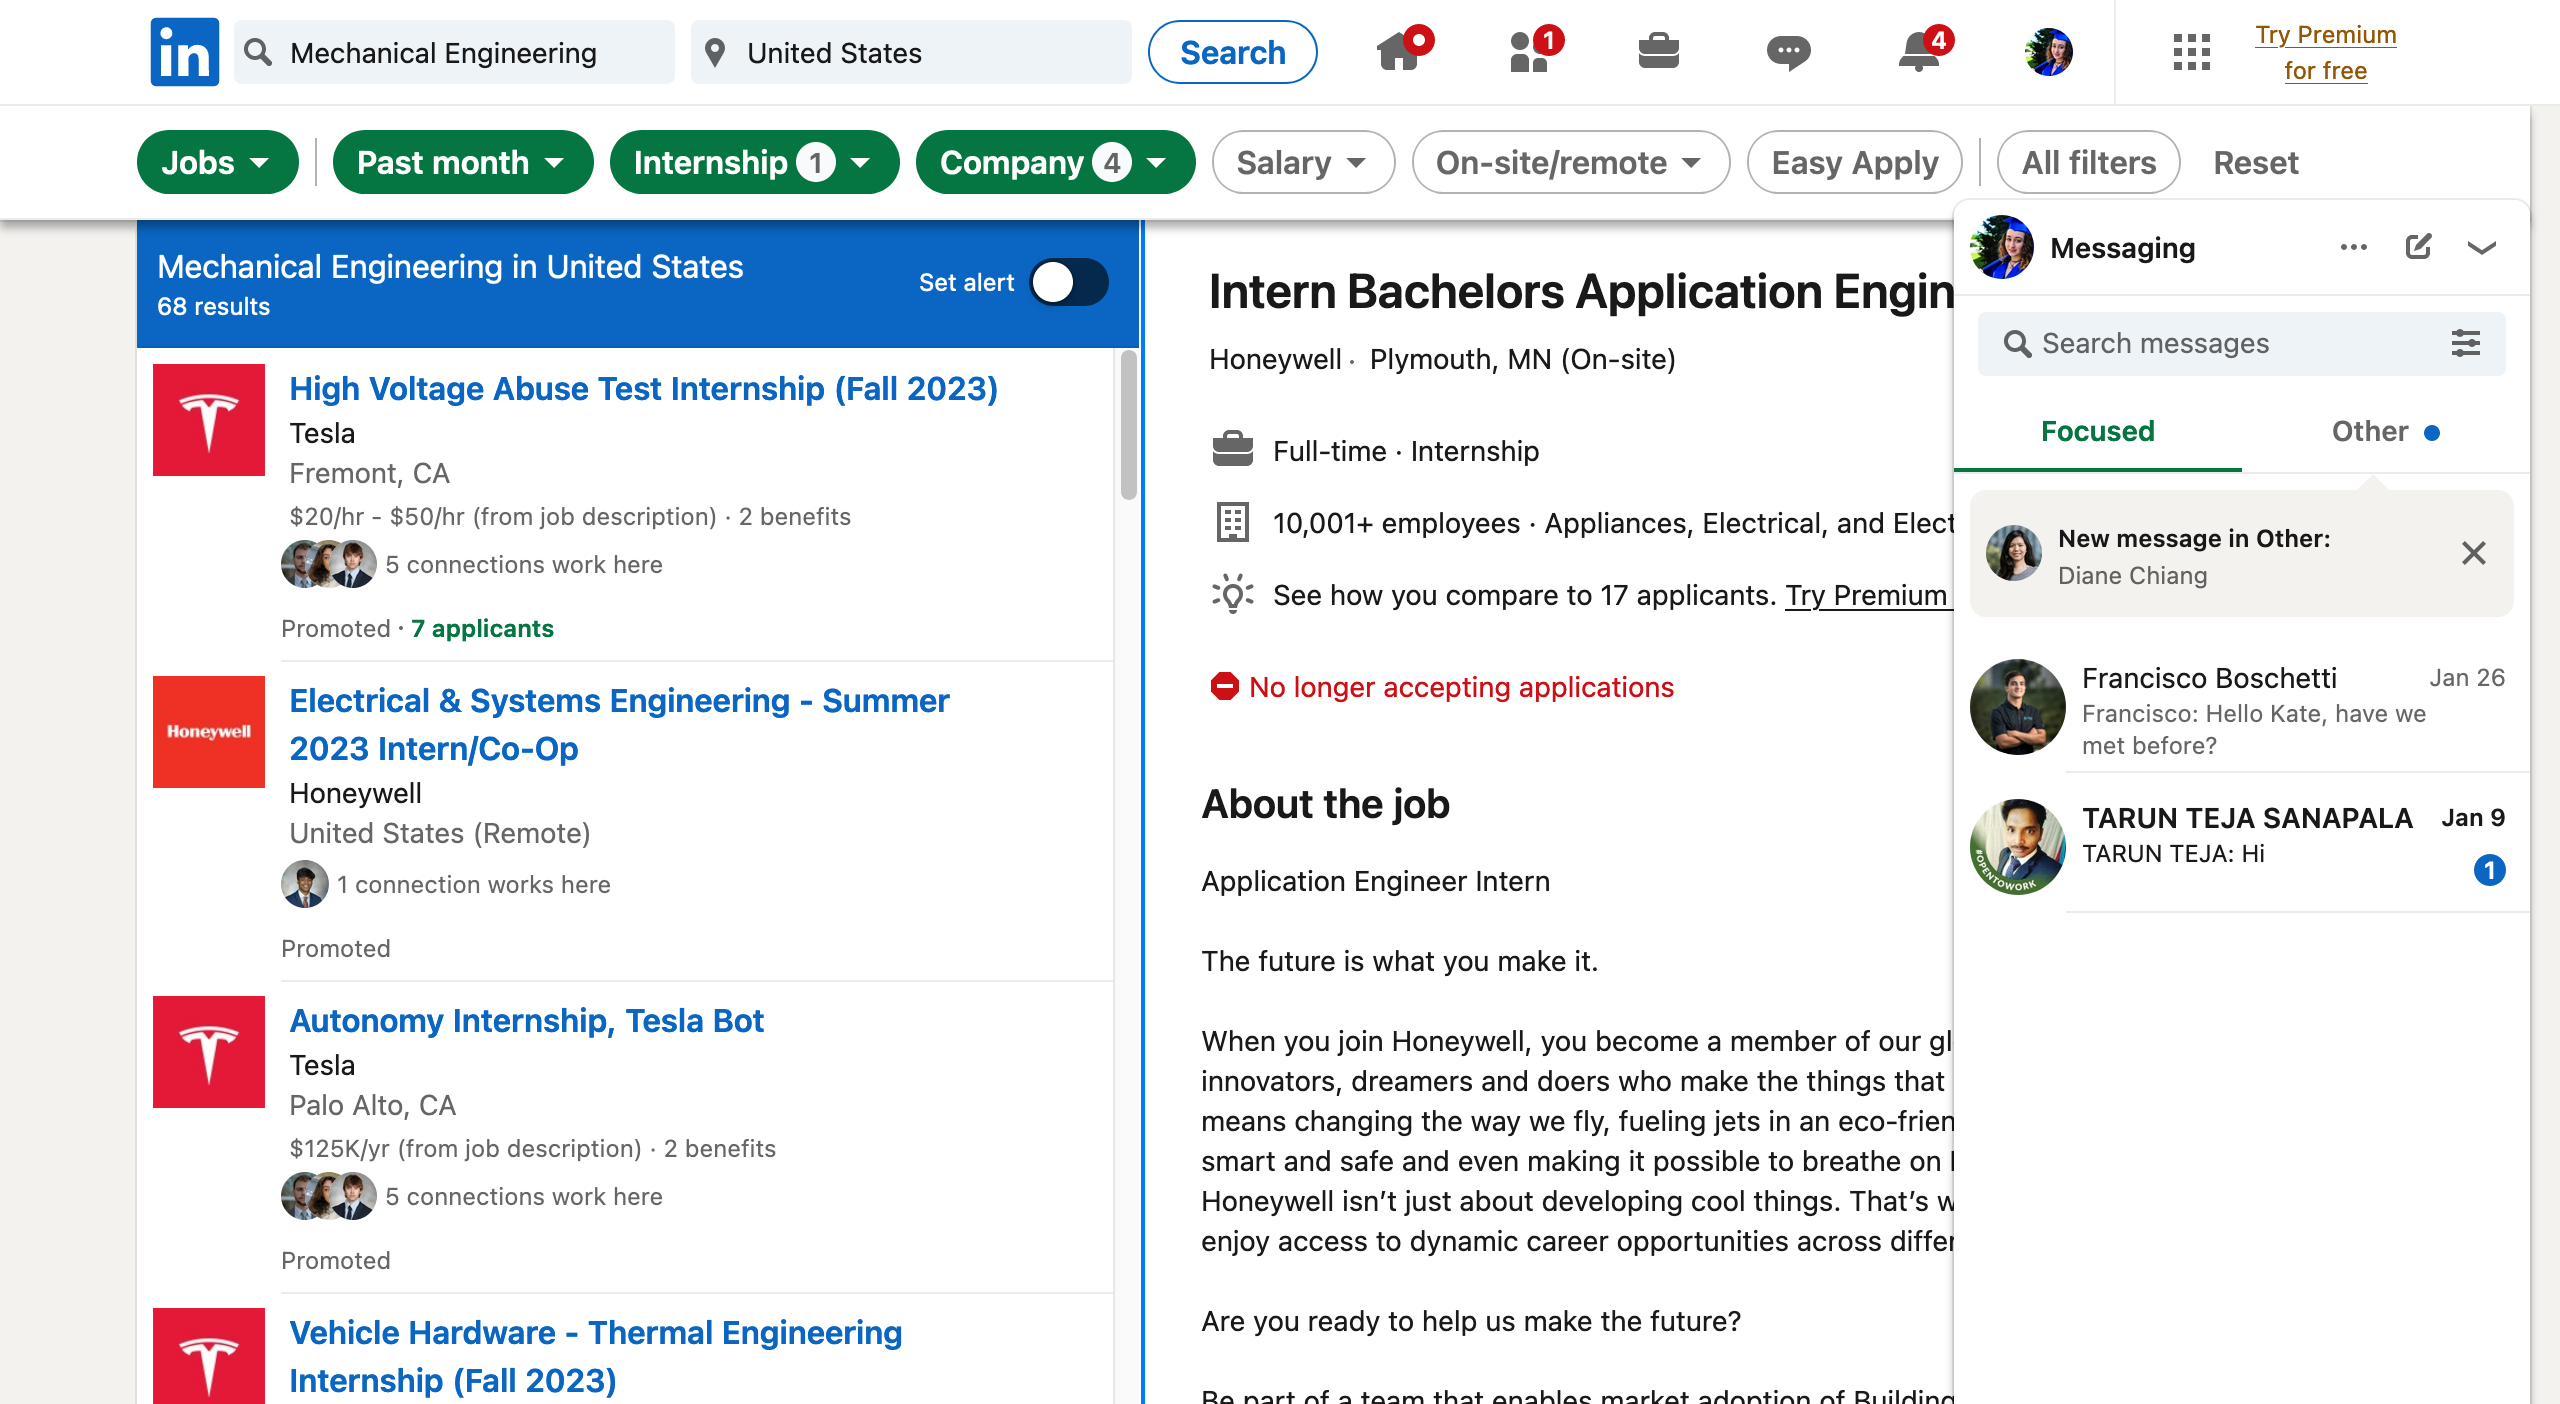 in
Mechanical Engineering
United States
Search
1
4
Try Premium
for free
Jobs
Past month
Internship 1
Company 4
Salary
On-site/remote
Easy Apply
All filters
Reset
Mechanical Engineering in United States
68 results
Set alert
High Voltage Abuse Test Internship (Fall 2023)
Tesla
Fremont, CA
$20/hr - $50/hr (from job description) · 2 benefits
5 connections work here
Promoted · 7 applicants
Honeywell
Electrical & Systems Engineering - Summer
2023 Intern/Co-Op
Honeywell
United States (Remote)
1 connection works here
Promoted
Autonomy Internship, Tesla Bot
Tesla
Palo Alto, CA
$125K/yr (from job description) · 2 benefits
5 connections work here
Promoted
Vehicle Hardware - Thermal Engineering
Internship (Fall 2023)
Intern Bachelors Application Engin
Honeywell · Plymouth, MN (On-site)
Full-time · Internship
10,001+ employees · Appliances, Electrical, and Elect
See how you compare to 17 applicants. Try Premium
No longer accepting applications
About the job
Application Engineer Intern
The future is what you make it.
When you join Honeywell, you become a member of our gl
innovators, dreamers and doers who make the things that
means changing the way we fly, fueling jets in an eco-frien
smart and safe and even making it possible to breathe on
Honeywell isn't just about developing cool things. That's w
enjoy access to dynamic career opportunities across differ
Are you ready to help us make the future?
Be part of a team that enables market adoption of Building
Messaging
Search messages
Focused
Other
New message in Other:
Diane Chiang
Francisco Boschetti
Jan 26
Francisco: Hello Kate, have we
met before?
#OPENTOWORK
TARUN TEJA SANAPALA
Jan 9
TARUN TEJA: Hi
1